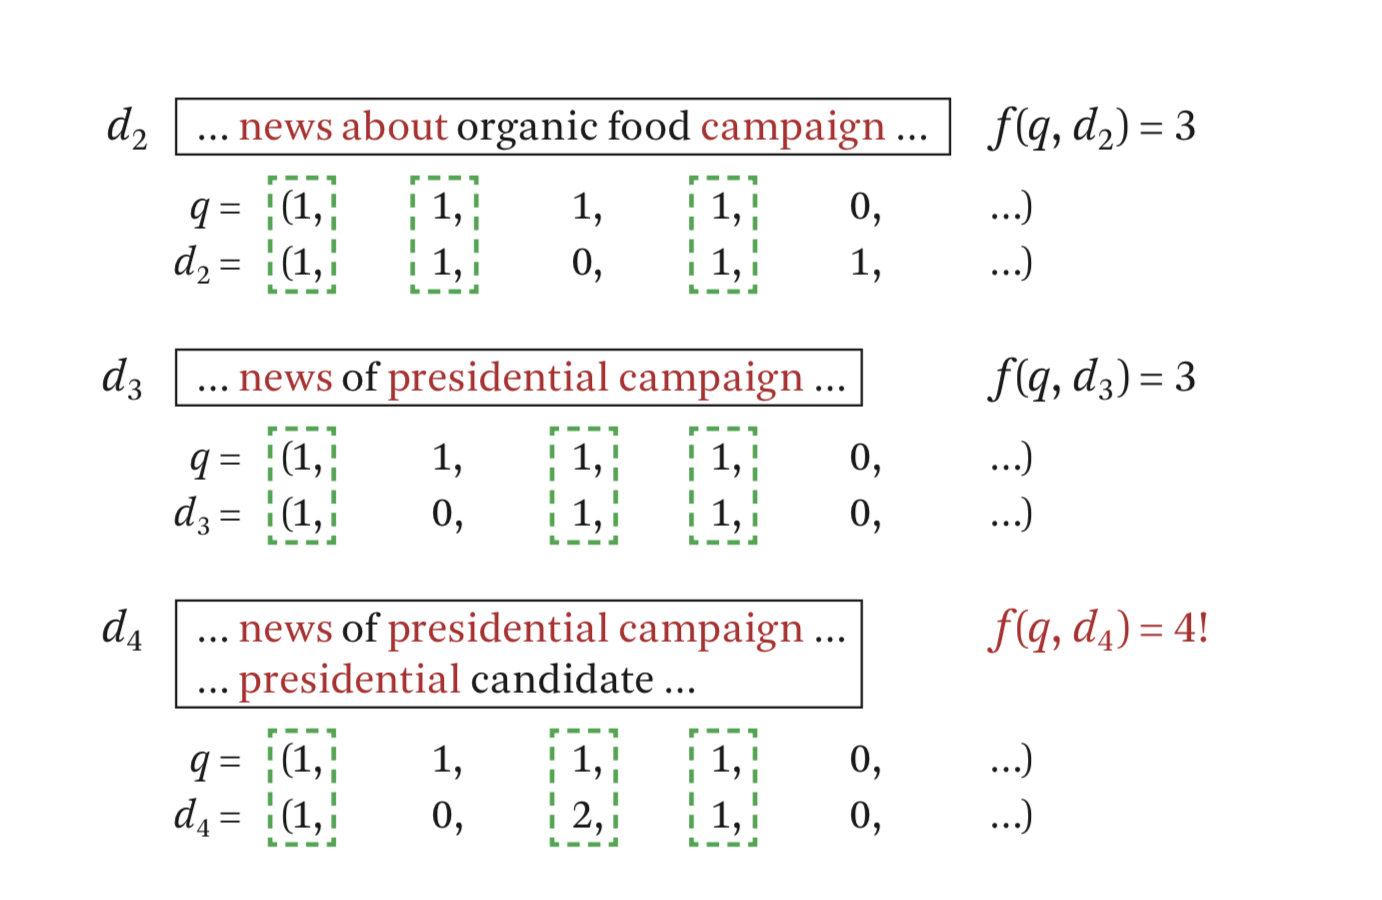 d₂ ... news about organic food campaign ... f(q, d₂) = 3
q = (1, 1, 1, 1, 0, ...)
d₂ = (1, 1, 0, 1, 1, ...)
d₃ ... news of presidential campaign ... f(q, d₃) = 3
q = (1, 1, 1, 1, 0, ...)
d₃ = (1, 0, 1, 1, 0, ...)
d₄ ... news of presidential campaign ... f(q, d₄) = 4!
... presidential candidate ...
q = (1, 1, 1, 1, 0, ...)
d₄ = (1, 0, 2, 1, 0, ...)